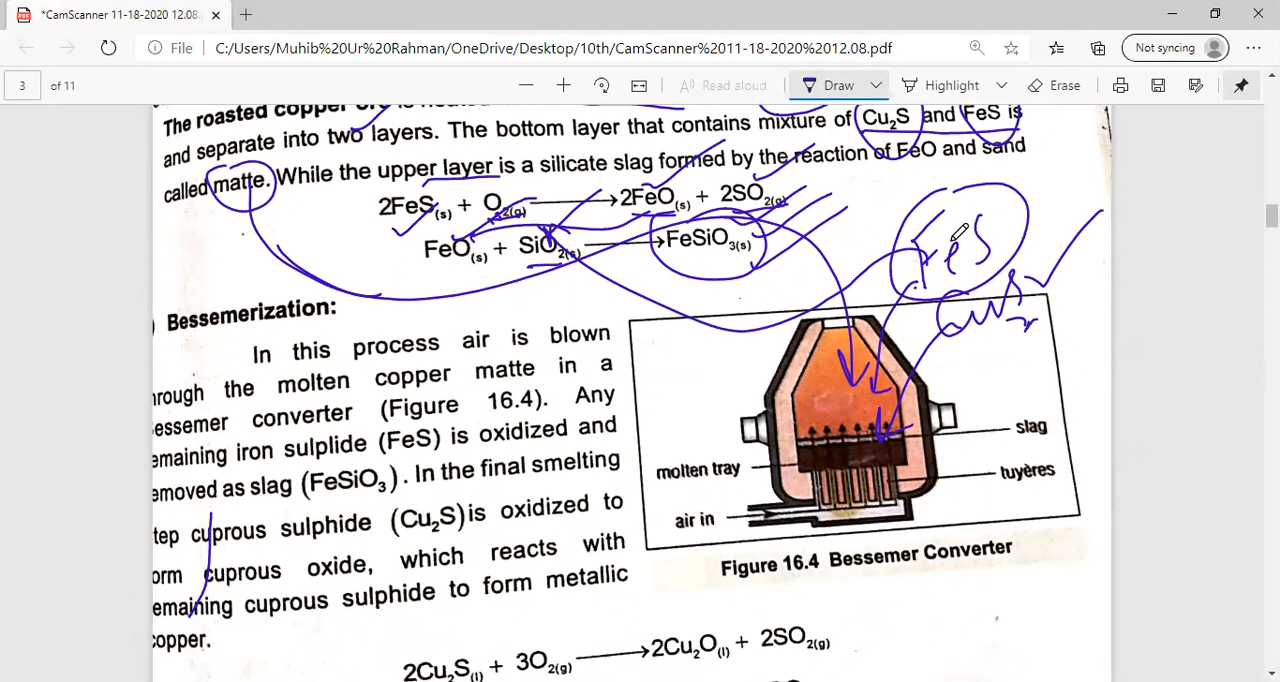 *CamScanner 11-18-2020 12.08.
File C:/Users/Muhib%20Ur%20Rahman/OneDrive/Desktop/10th/CamScanner%2011-18-2020%2012.08.pdf Not syncing
3 of 11 Read aloud Draw Highlight Erase
The roasted copper
and separate into two layers. The bottom layer that contains mixture of Cu₂S and FeS is
called matte. While the upper layer is a silicate slag formed by the reaction of FeO and sand
2FeS(s) + O₂(g) → 2FeO(s) + 2SO₂(g)
FeO(s) + SiO₂(s) → FeSiO₃(s)
FeS
) Bessemerization:
In this process air is blown
hrough the molten copper matte in a
essemer converter (Figure 16.4). Any
emaining iron sulplide (FeS) is oxidized and
emoved as slag (FeSiO₃). In the final smelting
tep cuprous sulphide (Cu₂S) is oxidized to
orm cuprous oxide, which reacts with
emaining cuprous sulphide to form metallic
copper.
slag
molten tray
tuyères
air in
Figure 16.4 Bessemer Converter
2Cu₂S(l) + 3O₂(g) → 2Cu₂O(l) + 2SO₂(g)